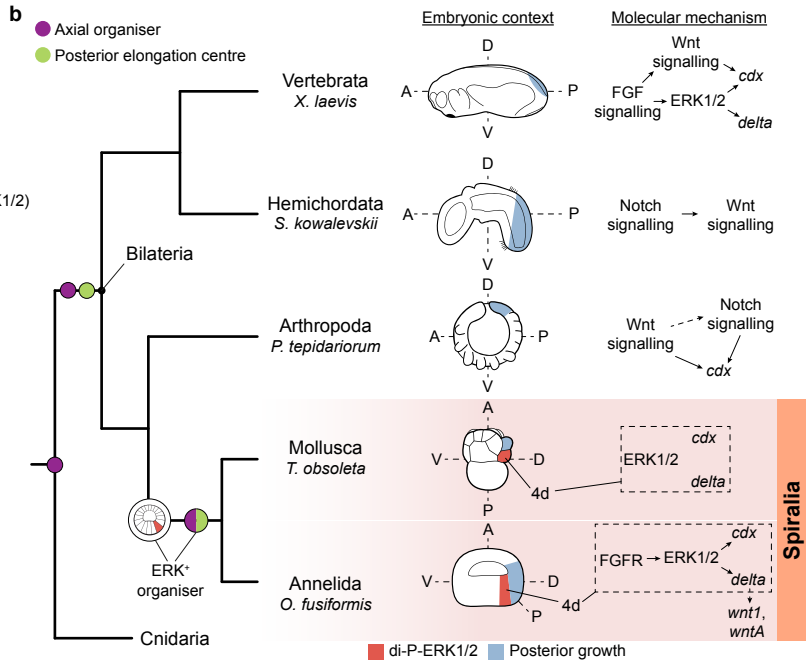 b
Axial organiser
Posterior elongation centre
Embryonic context
Molecular mechanism
Vertebrata
X. laevis
D
A
P
V
Wnt
signalling
FGF
signalling
ERK1/2
cdx
delta
K1/2)
Hemichordata
S. kowalevskii
D
A
P
V
Notch
signalling
Wnt
signalling
Bilateria
Arthropoda
P. tepidariorum
D
A
P
V
Wnt
signalling
Notch
signalling
cdx
Mollusca
T. obsoleta
A
V
D
P
4d
cdx
ERK1/2
delta
ERK+
organiser
Annelida
O. fusiformis
A
V
D
P
4d
FGFR
ERK1/2
cdx
delta
wnt1,
wntA
Spiralia
Cnidaria
di-P-ERK1/2
Posterior growth